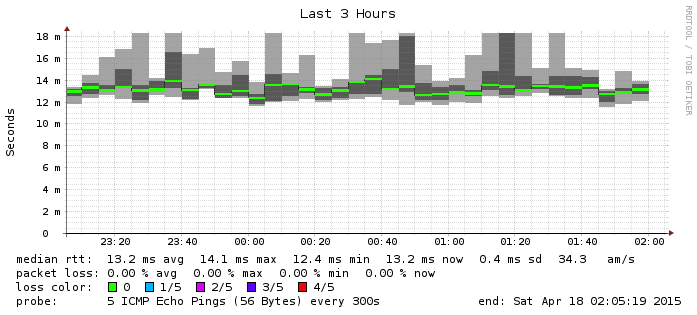 Last 3 Hours
RRDTOOL / TOBI OETIKER
Seconds
18 m
16 m
14 m
12 m
10 m
8 m
6 m
4 m
2 m
0
23:20 23:40 00:00 00:20 00:40 01:00 01:20 01:40 02:00
median rtt: 13.2 ms avg 14.1 ms max 12.4 ms min 13.2 ms now 0.4 ms sd 34.3 am/s
packet loss: 0.00 % avg 0.00 % max 0.00 % min 0.00 % now
loss color: 0 1/5 2/5 3/5 4/5
probe: 5 ICMP Echo Pings (56 Bytes) every 300s end: Sat Apr 18 02:05:19 2015